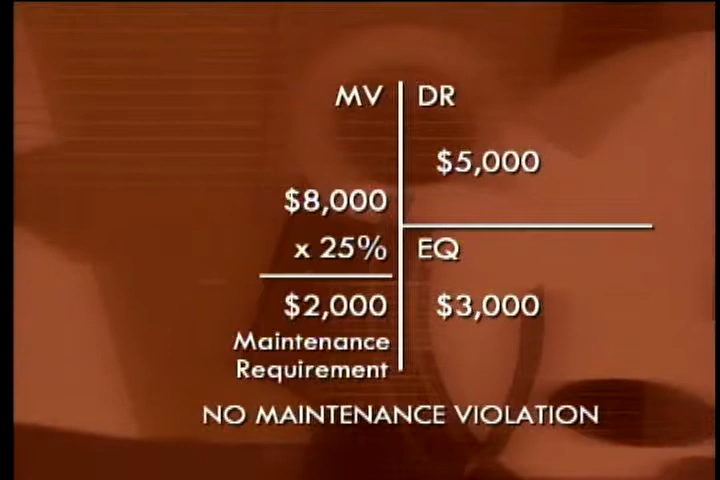 MV DR
$5,000
$8,000
x 25% EQ
$2,000 $3,000
Maintenance
Requirement
NO MAINTENANCE VIOLATION